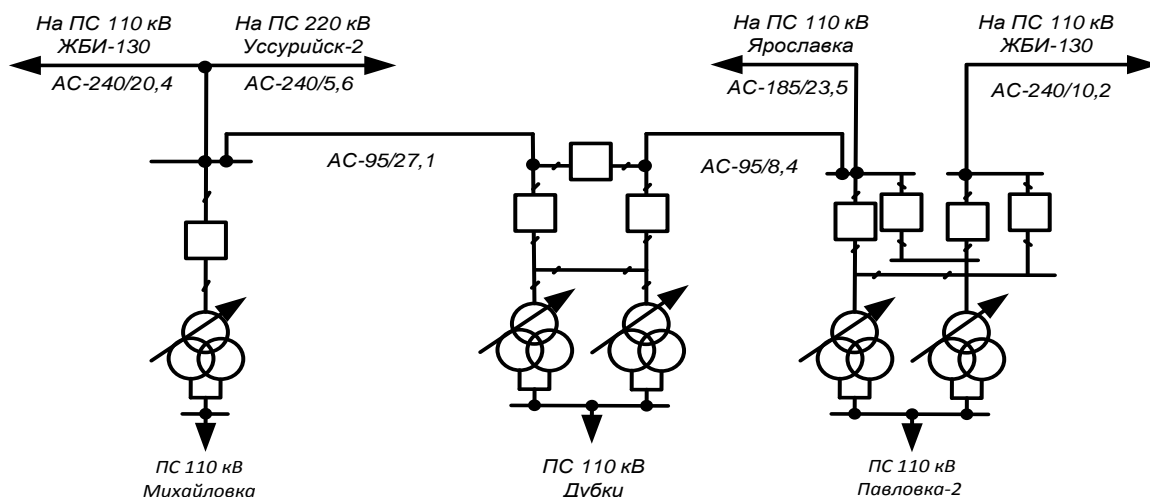 На ПС 110 кВ
ЖБИ-130
АС-240/20,4
На ПС 220 кВ
Уссурийск-2
АС-240/5,6
На ПС 110 кВ
Ярославка
АС-185/23,5
На ПС 110 кВ
ЖБИ-130
АС-240/10,2
АС-95/27,1
АС-95/8,4
ПС 110 кВ
Михайловка
ПС 110 кВ
Дубки
ПС 110 кВ
Павловка-2